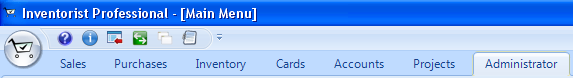 Inventorist Professional - [Main Menu]
Sales Purchases Inventory Cards Accounts Projects Administrator